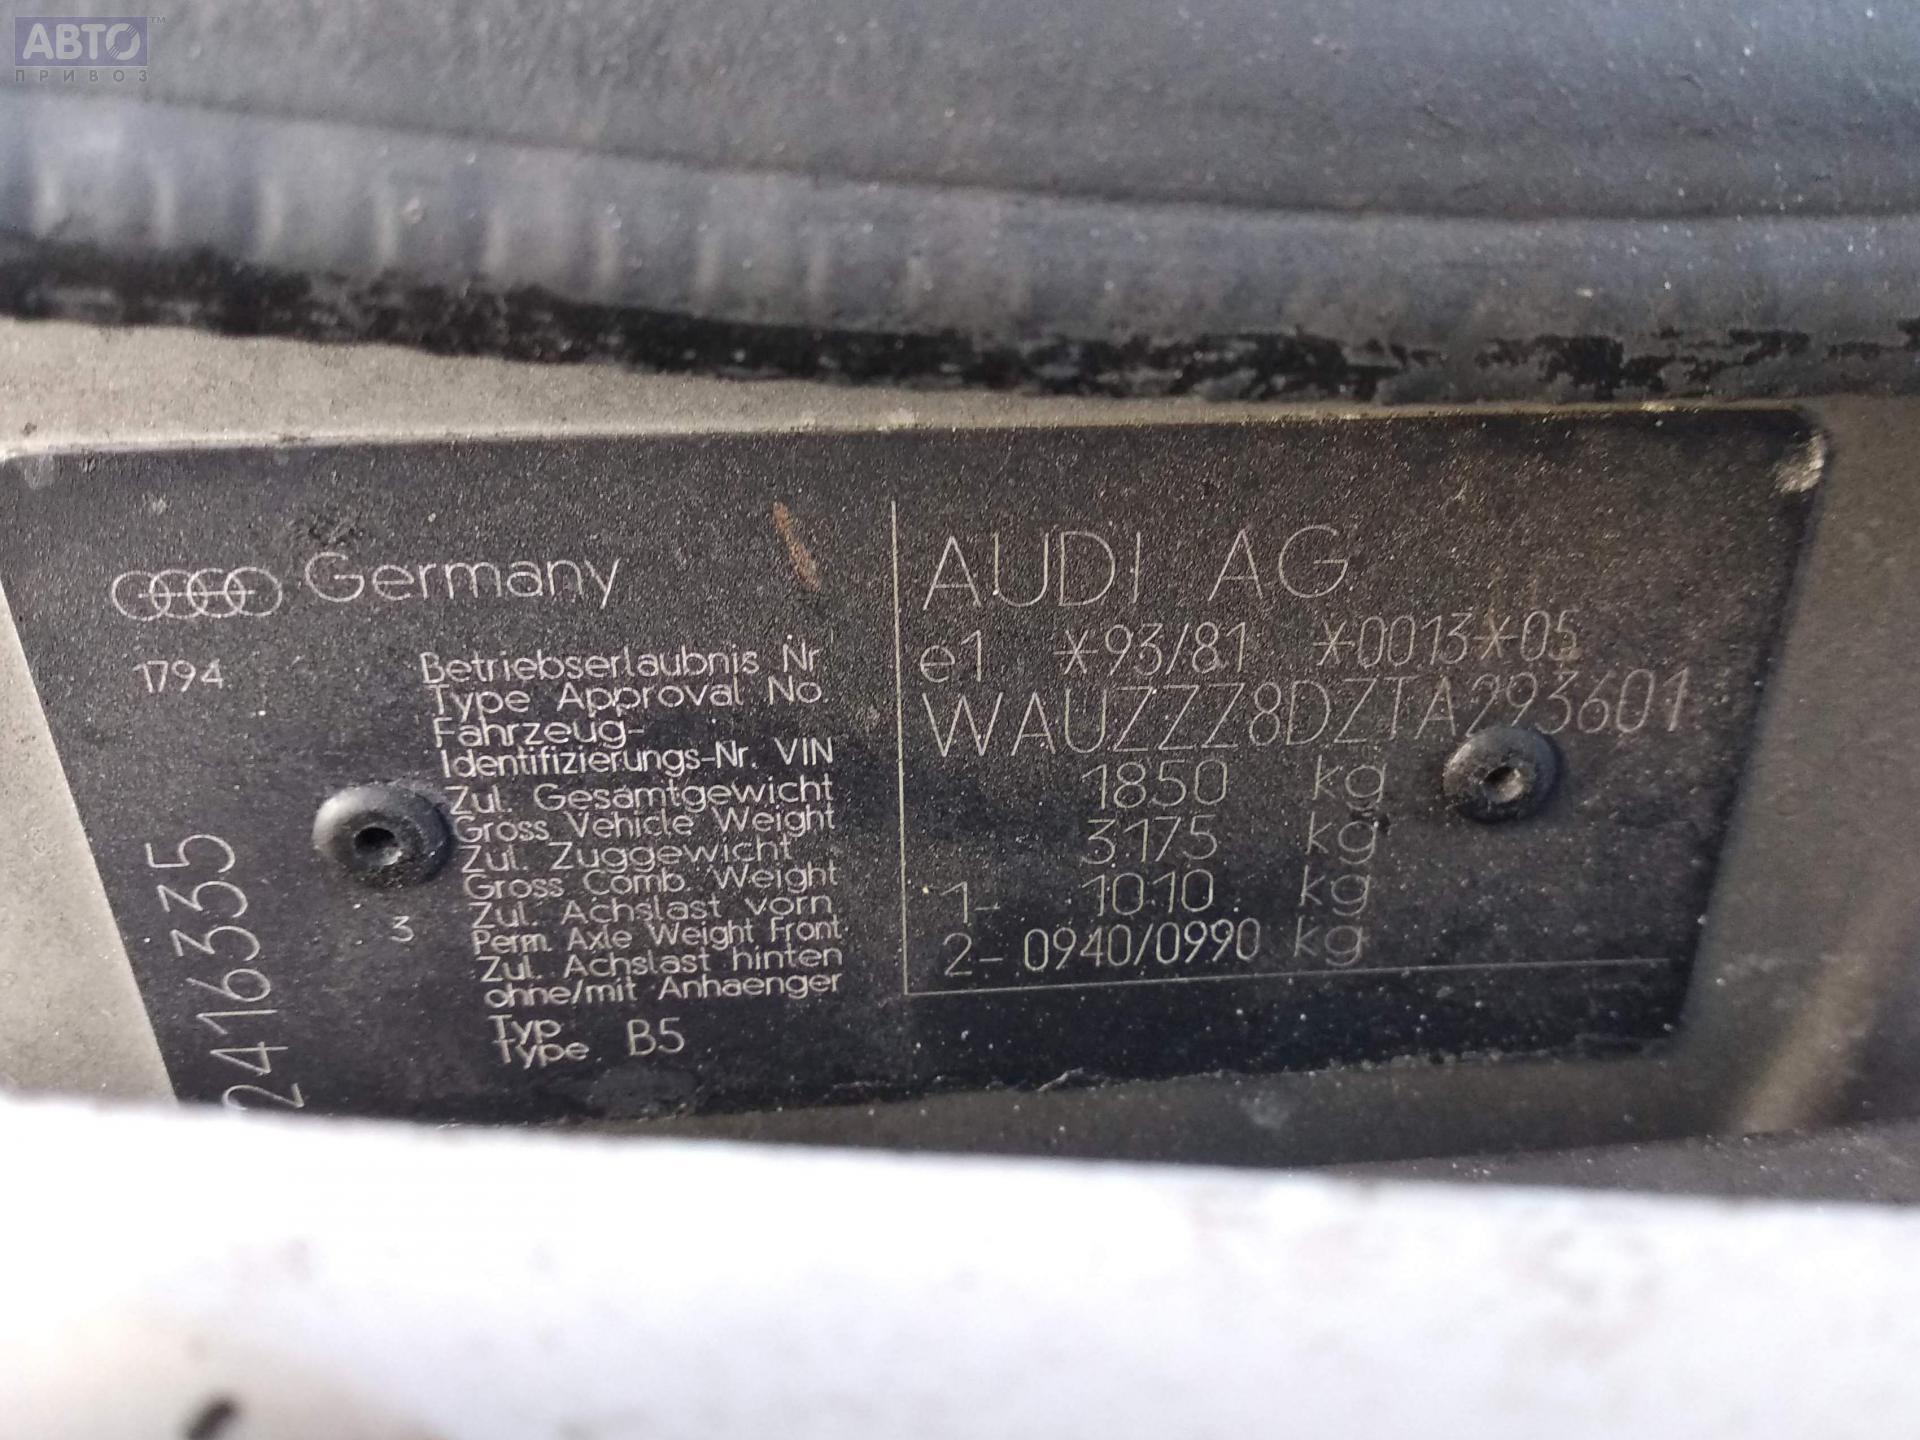 АВТО™
ПРИВОЗ
Germany
1794
Betriebserlaubnis Nr
Type Approval No.
Fahrzeug-
Identifizierungs-Nr. VIN
Zul. Gesamtgewicht
Gross Vehicle Weight
Zul. Zuggewicht
Gross Comb. Weight
Zul. Achslast vorn
Perm. Axle Weight Front
Zul. Achslast hinten
ohne/mit Anhaenger
Typ
Type B5
3
2416335
AUDI AG
e1 *93/81 *0013*05
WAUZZZ8DZTA293601
1850 kg
3175 kg
1- 1010 kg
2- 0940/0990 kg